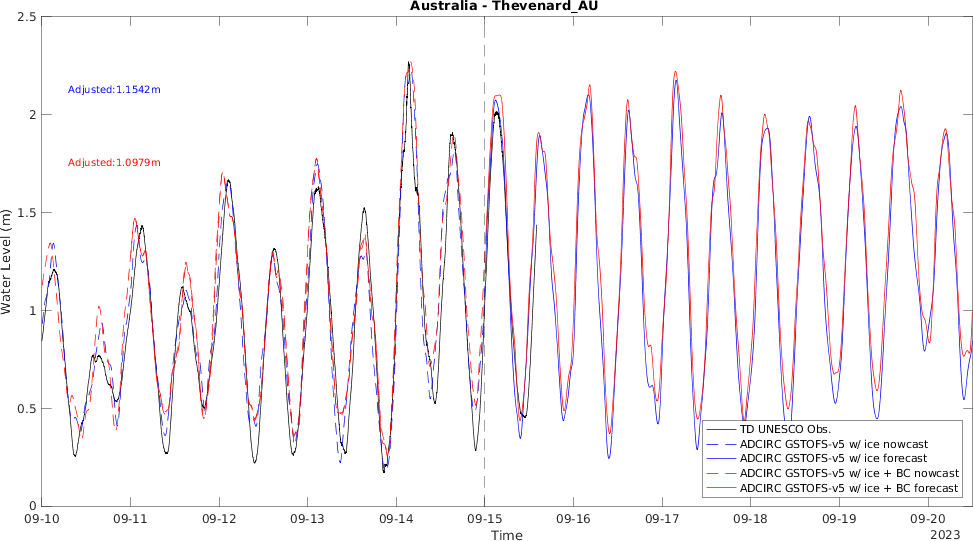 Australia - Thevenard_AU
2.5
2
1.5
1
0.5
0
Water Level (m)
Adjusted:1.1542m
Adjusted:1.0979m
TD UNESCO Obs.
ADCIRC GSTOFS-v5 w/ ice nowcast
ADCIRC GSTOFS-v5 w/ ice forecast
ADCIRC GSTOFS-v5 w/ ice + BC nowcast
ADCIRC GSTOFS-v5 w/ ice + BC forecast
09-10 09-11 09-12 09-13 09-14 09-15 09-16 09-17 09-18 09-19 09-20
Time
2023